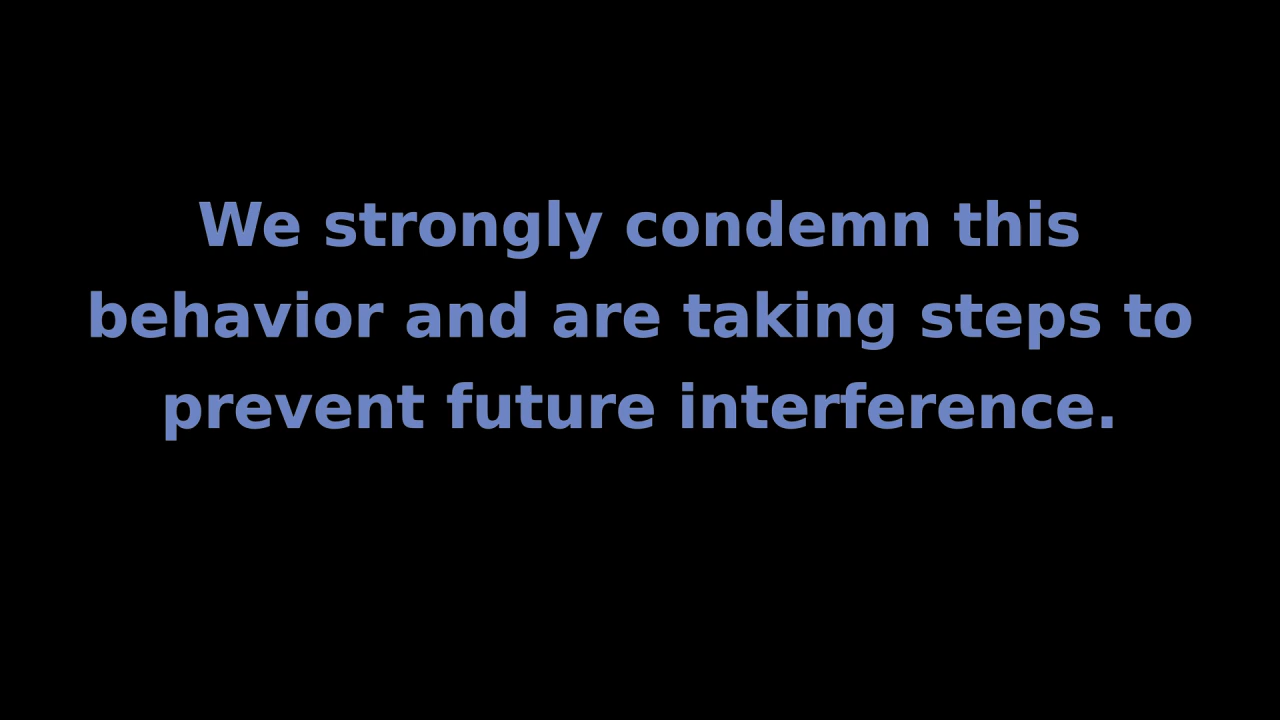 We strongly condemn this
behavior and are taking steps to
prevent future interference.